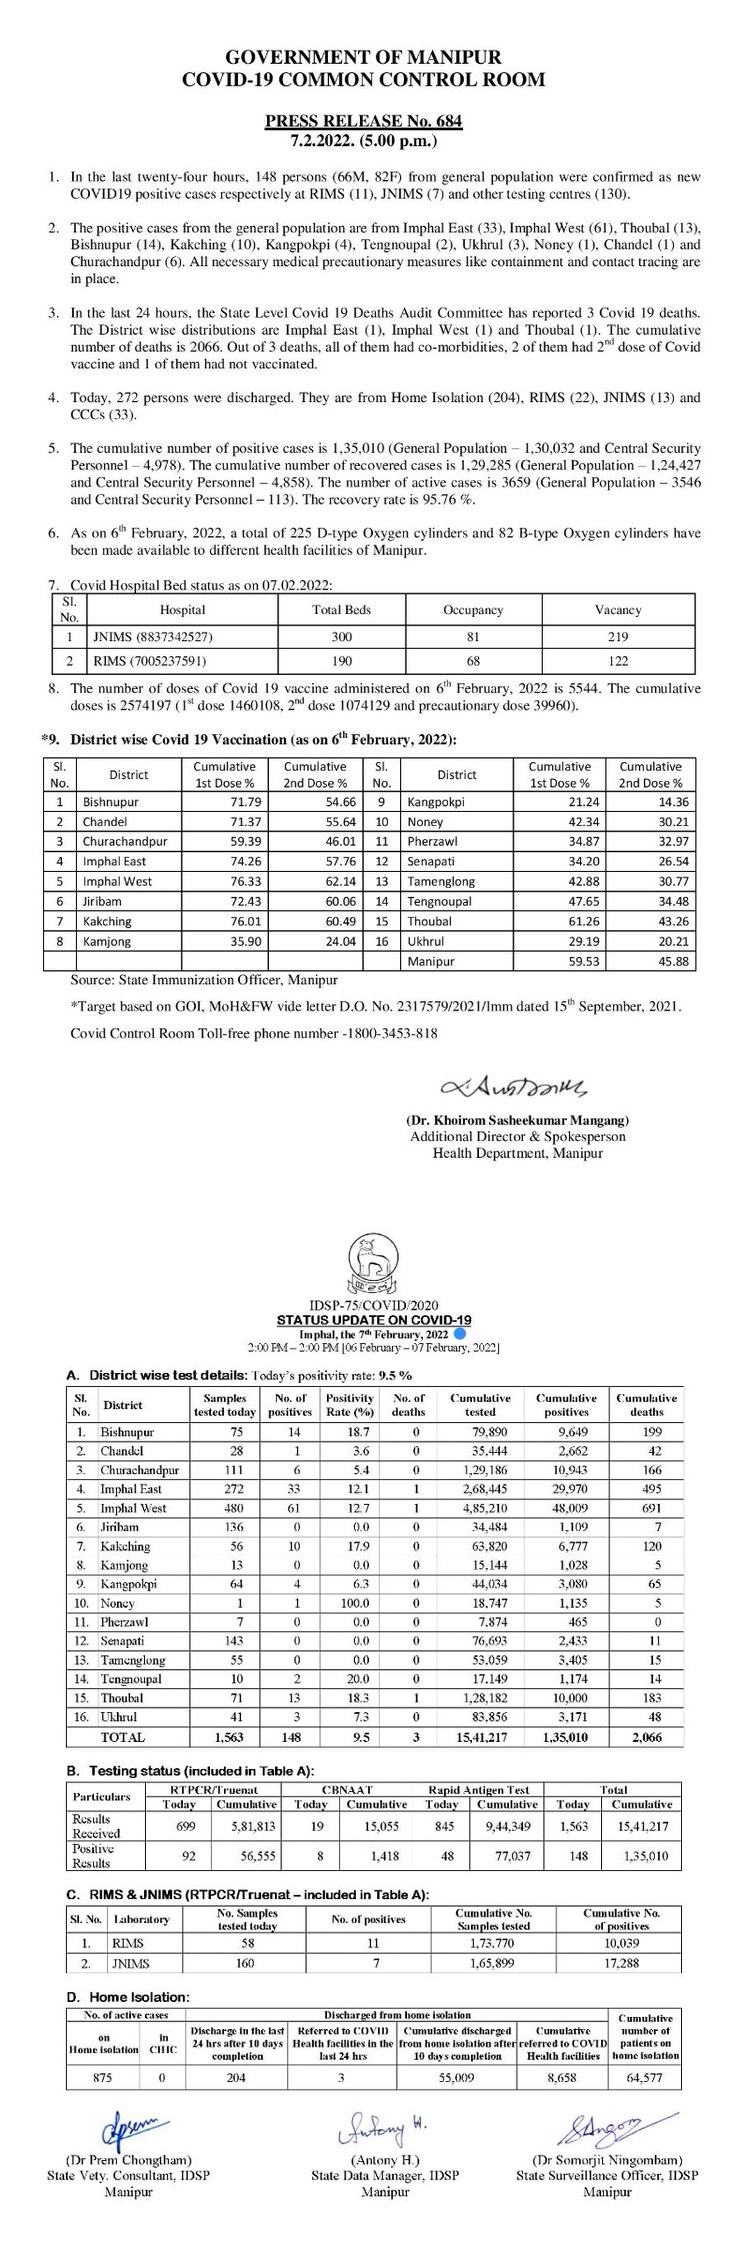 GOVERNMENT OF MANIPUR
COVID-19 COMMON CONTROL ROOM
PRESS RELEASE No. 684
7.2.2022. (5.00 p.m.)
1. In the last twenty-four hours, 148 persons (66M, 82F) from general population were confirmed as new
COVID19 positive cases respectively at RIMS (11), JNIMS (7) and other testing centres (130).
2. The positive cases from the general population are from Imphal East (33), Imphal West (61), Thoubal (13),
Bishnupur (14), Kakching (10), Kangpokpi (4), Tengnoupal (2), Ukhrul (3), Noney (1), Chandel (1) and
Churachandpur (6). All necessary medical precautionary measures like containment and contact tracing are
in place.
3. In the last 24 hours, the State Level Covid 19 Deaths Audit Committee has reported 3 Covid 19 deaths.
The District wise distributions are Imphal East (1), Imphal West (1) and Thoubal (1). The cumulative
number of deaths is 2066. Out of 3 deaths, all of them had co-morbidities, 2 of them had 2nd dose of Covid
vaccine and 1 of them had not vaccinated.
4. Today, 272 persons were discharged. They are from Home Isolation (204), RIMS (22), JNIMS (13) and
CCCs (33).
5. The cumulative number of positive cases is 1,35,010 (General Population – 1,30,032 and Central Security
Personnel – 4,978). The cumulative number of recovered cases is 1,29,285 (General Population – 1,24,427
and Central Security Personnel – 4,858). The number of active cases is 3659 (General Population – 3546
and Central Security Personnel – 113). The recovery rate is 95.76 %.
6. As on 6th February, 2022, a total of 225 D-type Oxygen cylinders and 82 B-type Oxygen cylinders have
been made available to different health facilities of Manipur.
7. Covid Hospital Bed status as on 07.02.2022:
Sl. No. Hospital Total Beds Occupancy Vacancy
1 JNIMS (8837342527) 300 81 219
2 RIMS (7005237591) 190 68 122
8. The number of doses of Covid 19 vaccine administered on 6th February, 2022 is 5544. The cumulative
doses is 2574197 (1st dose 1460108, 2nd dose 1074129 and precautionary dose 39960).
*9. District wise Covid 19 Vaccination (as on 6th February, 2022):
Sl. No. District Cumulative 1st Dose % Cumulative 2nd Dose % Sl. No. District Cumulative 1st Dose % Cumulative 2nd Dose %
1 Bishnupur 71.79 54.66 9 Kangpokpi 21.24 14.36
2 Chandel 71.37 55.64 10 Noney 42.34 30.21
3 Churachandpur 59.39 46.01 11 Pherzawl 34.87 32.97
4 Imphal East 74.26 57.76 12 Senapati 34.20 26.54
5 Imphal West 76.33 62.14 13 Tamenglong 42.88 30.77
6 Jiribam 72.43 60.06 14 Tengnoupal 47.65 34.48
7 Kakching 76.01 60.49 15 Thoubal 61.26 43.26
8 Kamjong 35.90 24.04 16 Ukhrul 29.19 20.21
Manipur 59.53 45.88
Source: State Immunization Officer, Manipur
*Target based on GOI, MoH&FW vide letter D.O. No. 2317579/2021/Imm dated 15th September, 2021.
Covid Control Room Toll-free phone number -1800-3453-818
(Dr. Khoirom Sasheekumar Mangang)
Additional Director & Spokesperson
Health Department, Manipur
IDSP-75/COVID/2020
STATUS UPDATE ON COVID-19
Imphal, the 7th February, 2022
2:00 PM – 2:00 PM [06 February – 07 February, 2022]
A. District wise test details: Today's positivity rate: 9.5 %
Sl. No. District Samples tested today No. of positives Positivity Rate (%) No. of deaths Cumulative tested Cumulative positives Cumulative deaths
1. Bishnupur 75 14 18.7 0 79,890 9,649 199
2. Chandel 28 1 3.6 0 35,444 2,662 42
3. Churachandpur 111 6 5.4 0 1,29,186 10,943 166
4. Imphal East 272 33 12.1 1 2,68,445 29,970 495
5. Imphal West 480 61 12.7 1 4,85,210 48,009 691
6. Jiribam 136 0 0.0 0 34,484 1,109 7
7. Kakching 56 10 17.9 0 63,820 6,777 120
8. Kamjong 13 0 0.0 0 15,144 1,028 5
9. Kangpokpi 64 4 6.3 0 44,034 3,080 65
10. Noney 1 1 100.0 0 18,747 1,135 5
11. Pherzawl 7 0 0.0 0 7,874 465 0
12. Senapati 143 0 0.0 0 76,693 2,433 11
13. Tamenglong 55 0 0.0 0 53,059 3,405 15
14. Tengnoupal 10 2 20.0 0 17,149 1,174 14
15. Thoubal 71 13 18.3 1 1,28,182 10,000 183
16. Ukhrul 41 3 7.3 0 83,856 3,171 48
TOTAL 1,563 148 9.5 3 15,41,217 1,35,010 2,066
B. Testing status (included in Table A):
Particulars RTPCR/Truenat CBNAAT Rapid Antigen Test Total
Today Cumulative Today Cumulative Today Cumulative Today Cumulative
Results Received 699 5,81,813 19 15,055 845 9,44,349 1,563 15,41,217
Positive Results 92 56,555 8 1,418 48 77,037 148 1,35,010
C. RIMS & JNIMS (RTPCR/Truenat – included in Table A):
Sl. No. Laboratory No. Samples tested today No. of positives Cumulative No. Samples tested Cumulative No. of positives
1. RIMS 58 11 1,73,770 10,039
2. JNIMS 160 7 1,65,899 17,288
D. Home Isolation:
No. of active cases Discharged from home isolation Cumulative number of patients on home isolation
on Home isolation in CHIC Discharge in the last 24 hrs after 10 days completion Referred to COVID Health facilities in the last 24 hrs Cumulative discharged from home isolation after 10 days completion Cumulative referred to COVID Health facilities
875 0 204 3 55,009 8,658 64,577
Antony H.
(Dr Prem Chongtham) (Antony H.) (Dr Somorjit Ningombam)
State Vety. Consultant, IDSP State Data Manager, IDSP State Surveillance Officer, IDSP
Manipur Manipur Manipur